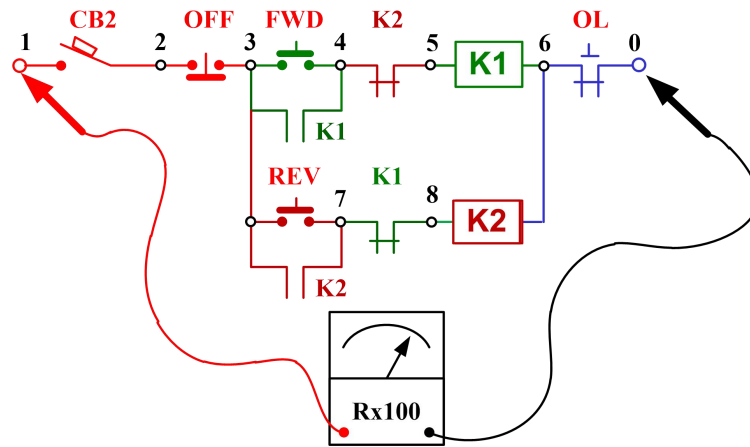 CB2 OFF FWD K2 OL
1 2 3 4 5 K1 6 0
K1
REV 7 K1 8
K2
K2
Rx100